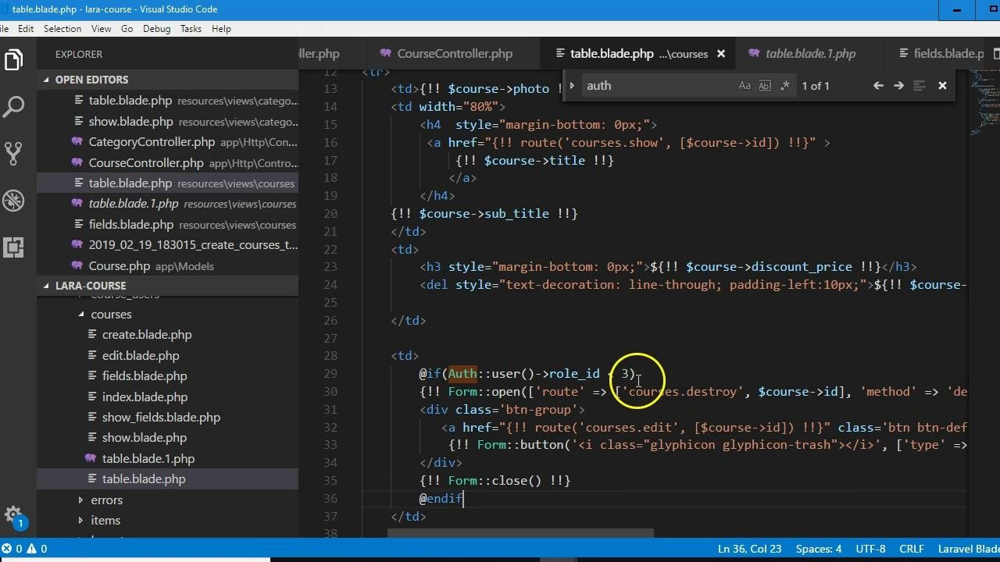 table.blade.php - lara-course - Visual Studio Code
Edit Selection View Go Debug Tasks Help
EXPLORER
OPEN EDITORS
table.blade.php resources\views\catego...
show.blade.php resources\views\catego...
CategoryController.php app\Http\Con...
CourseController.php app\Http\Contro...
table.blade.php resources\views\courses
table.blade.1.php resources\views\courses
fields.blade.php resources\views\courses
2019_02_19_183015_create_courses_t...
Course.php app\Models
LARA-COURSE
course_users
courses
create.blade.php
edit.blade.php
fields.blade.php
index.blade.php
show_fields.blade.php
show.blade.php
table.blade.1.php
table.blade.php
errors
items
ller.php CourseController.php table.blade.php ...\courses table.blade.1.php fields.blade.p
auth Aa Abl .* 1 of 1
12 <tr>
13 <td>{!! $course->photo !
14 <td width="80%">
15 <h4 style="margin-bottom: 0px;">
16 <a href="{!! route('courses.show', [$course->id]) !!}" >
17 {!! $course->title !!}
18 </a>
19 </h4>
20 {!! $course->sub_title !!}
21 </td>
22 <td>
23 <h3 style="margin-bottom: 0px;">${!! $course->discount_price !!}</h3>
24 <del style="text-decoration: line-through; padding-left:10px;">${!! $course-
25
26 </td>
27
28 <td>
29 @if(Auth::user()->role_id < 3)
30 {!! Form::open(['route' => ['courses.destroy', $course->id], 'method' => 'de
31 <div class='btn-group'>
32 <a href="{!! route('courses.edit', [$course->id]) !!}" class='btn btn-def
33 {!! Form::button('<i class="glyphicon glyphicon-trash"></i>', ['type' =>
34 </div>
35 {!! Form::close() !!}
36 @endif
37 </td>
38
1
0 0 Ln 36, Col 23 Spaces: 4 UTF-8 CRLF Laravel Blade